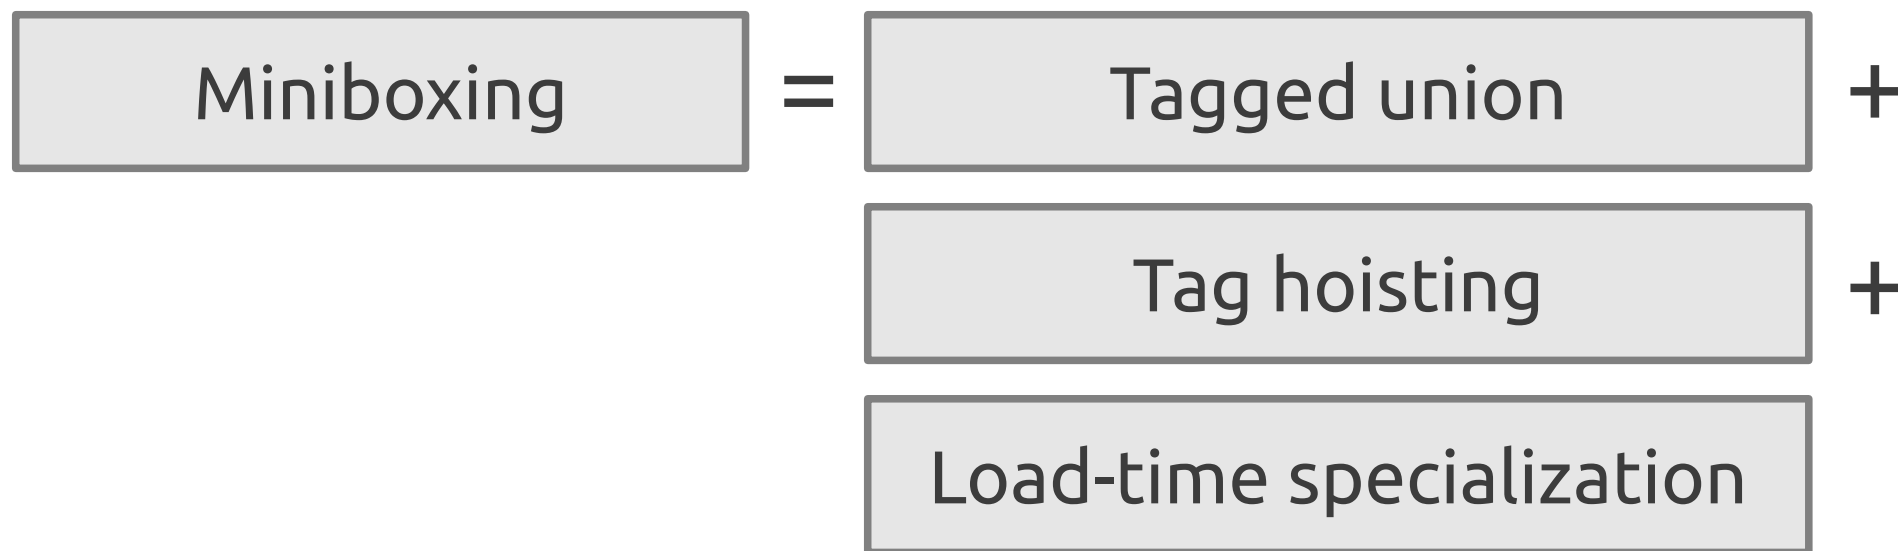 Miniboxing = Tagged union +
Tag hoisting +
Load-time specialization